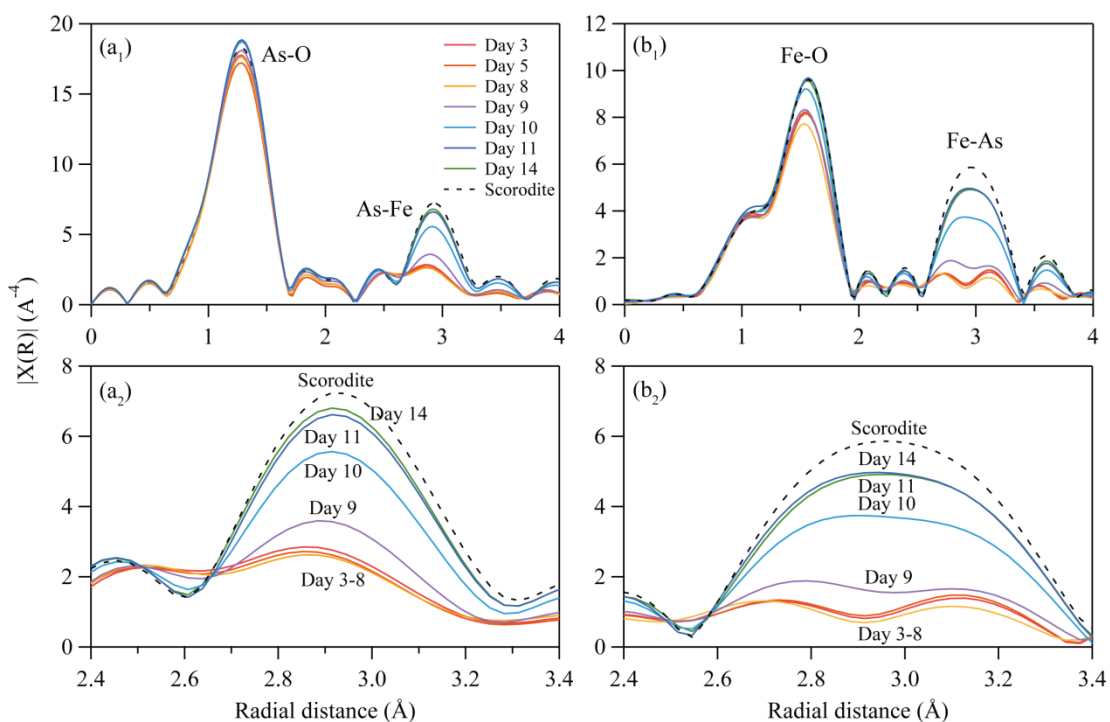 |X(R)| (A⁻⁴)
(a₁)
As-O
As-Fe
Day 3
Day 5
Day 8
Day 9
Day 10
Day 11
Day 14
Scorodite
20
15
10
5
0
0 1 2 3 4
(b₁)
Fe-O
Fe-As
12
10
8
6
4
2
0
0 1 2 3 4
(a₂)
Scorodite
Day 14
Day 11
Day 10
Day 9
Day 3-8
8
6
4
2
0
2.4 2.6 2.8 3.0 3.2 3.4
Radial distance (Å)
(b₂)
Scorodite
Day 14
Day 11
Day 10
Day 9
Day 3-8
8
6
4
2
0
2.4 2.6 2.8 3.0 3.2 3.4
Radial distance (Å)